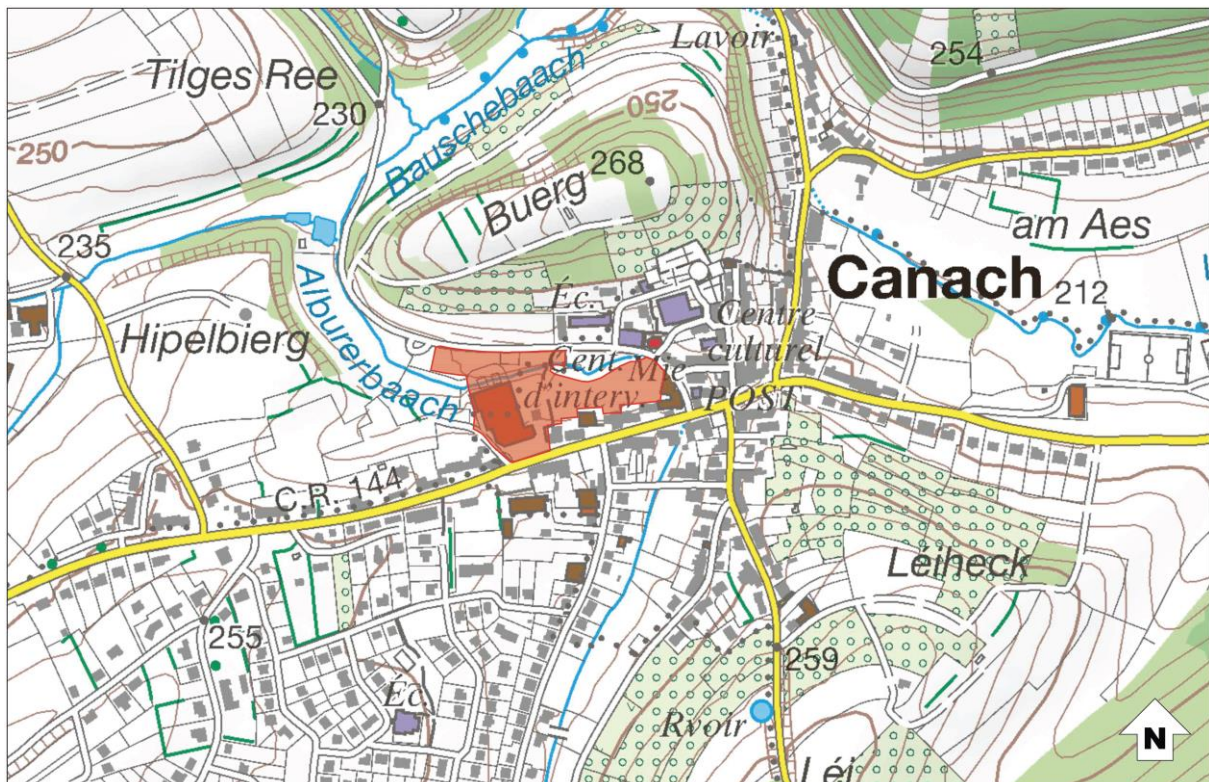 Lavoir
254
Tilges Ree
230
250
Bauschebaach
250
268
Buerg
235
am Aes
Canach
212
Alburerbaach
Hipelbierg
Éc.
Centre
culturel
Cent.
d'interv
Mie
POST
C.R. 144
Léiheck
255
259
Éc.
Rvoir
N
Léi